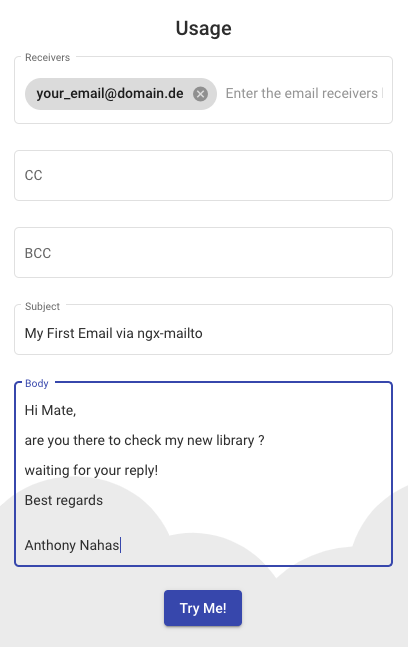 Usage
Receivers
your_email@domain.de
Enter the email receivers
CC
BCC
Subject
My First Email via ngx-mailto
Body
Hi Mate,
are you there to check my new library ?
waiting for your reply!
Best regards
Anthony Nahas
Try Me!